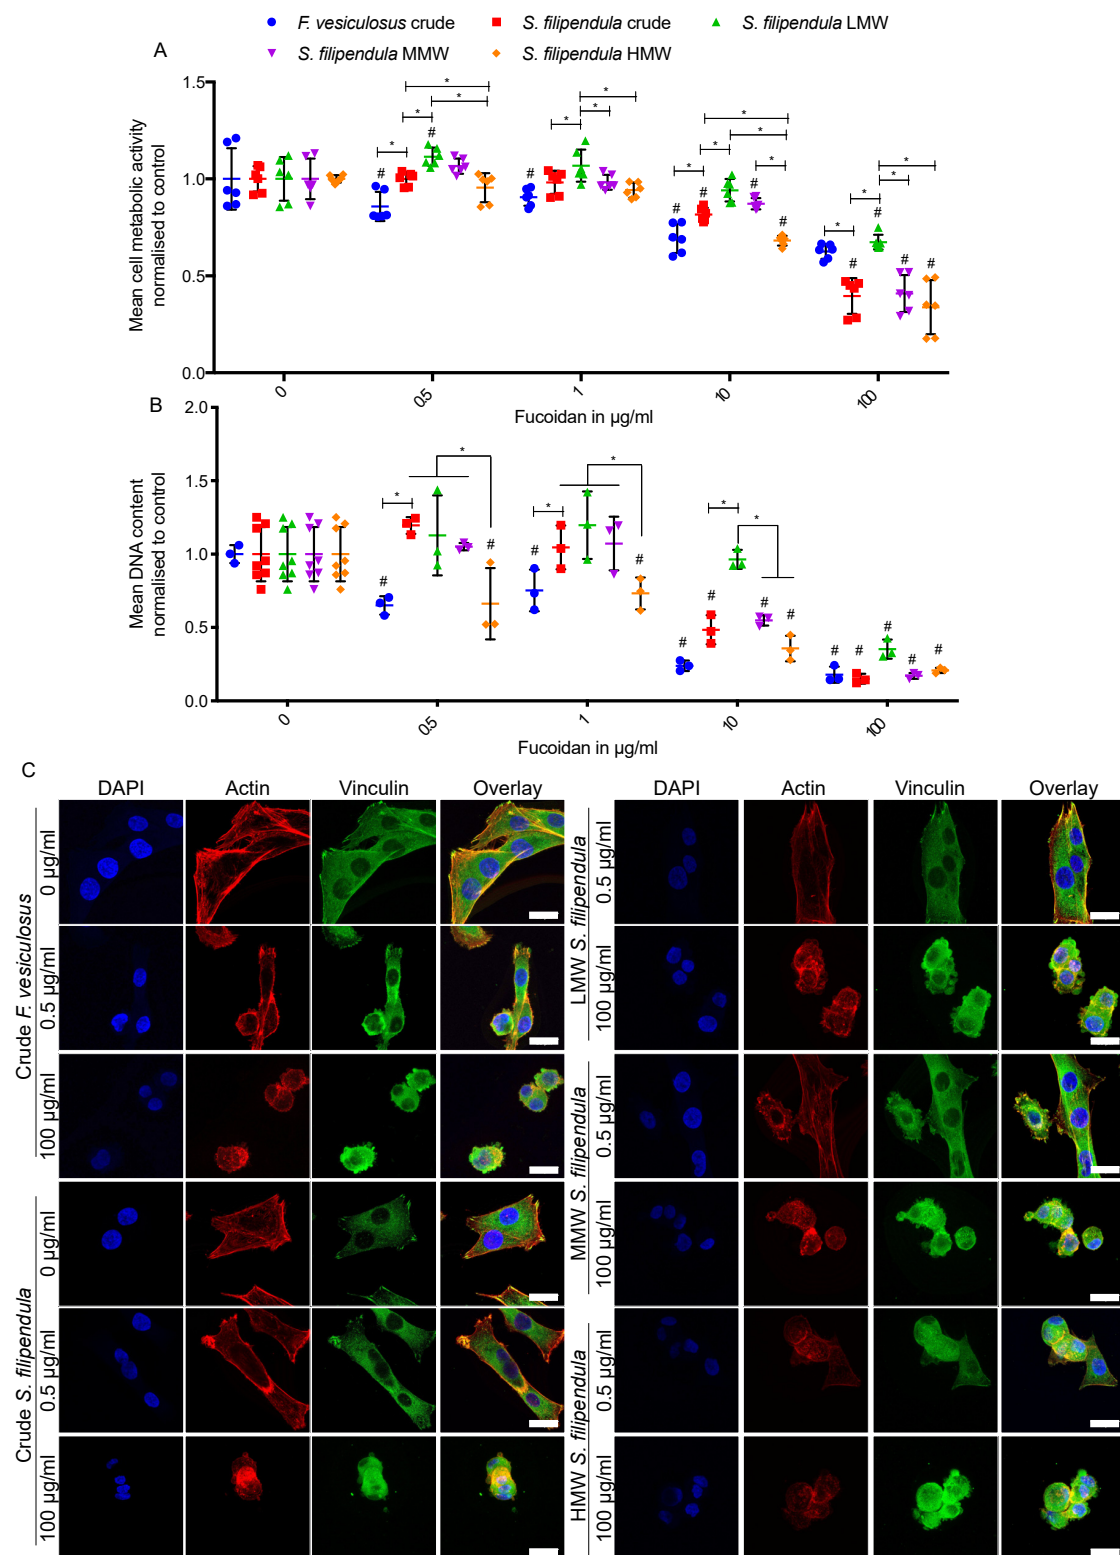 F. vesiculosus crude S. filipendula crude S. filipendula LMW
S. filipendula MMW S. filipendula HMW
A
Mean cell metabolic activity
normalised to control
1.5
1.0
0.5
0.0
* * * * * * * * * * * * * * * * *
# # # # # # # # # # #
0 0.5 1 10 100
Fucoidan in µg/ml
B
Mean DNA content
normalised to control
2.0
1.5
1.0
0.5
0.0
* * * * * *
# # # # # # # # # # # # #
0 0.5 1 10 100
Fucoidan in µg/ml
C
DAPI Actin Vinculin Overlay DAPI Actin Vinculin Overlay
Crude F. vesiculosus
0 µg/ml
0.5 µg/ml
100 µg/ml
Crude S. filipendula
0 µg/ml
0.5 µg/ml
100 µg/ml
LMW S. filipendula
0.5 µg/ml
100 µg/ml
MMW S. filipendula
0.5 µg/ml
100 µg/ml
HMW S. filipendula
0.5 µg/ml
100 µg/ml